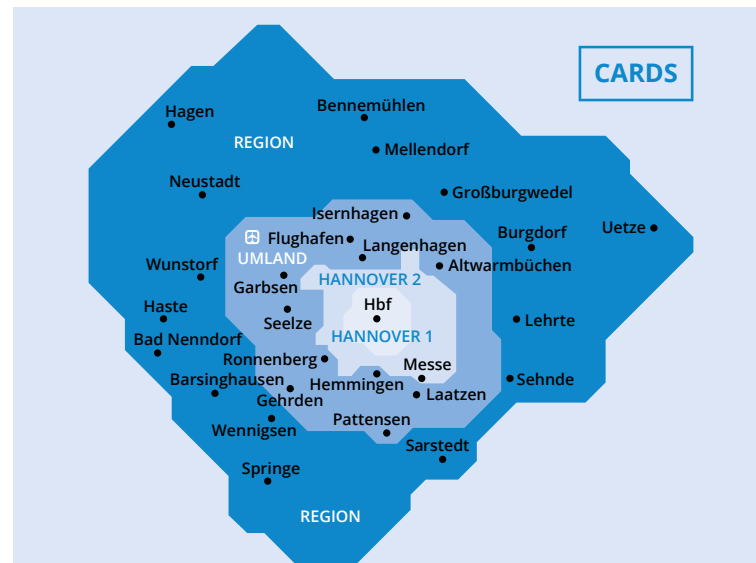 CARDS
Hagen
Bennemühlen
REGION
Mellendorf
Neustadt
Großburgwedel
Isernhagen
Uetze
Burgdorf
Flughafen
Langenhagen
UMLAND
Altwarmbüchen
Wunstorf
HANNOVER 2
Garbsen
Hbf
Haste
Seelze
Lehrte
HANNOVER 1
Bad Nenndorf
Ronnenberg
Messe
Barsinghausen
Hemmingen
Sehnde
Gehrden
Laatzen
Pattensen
Wennigsen
Sarstedt
Springe
REGION